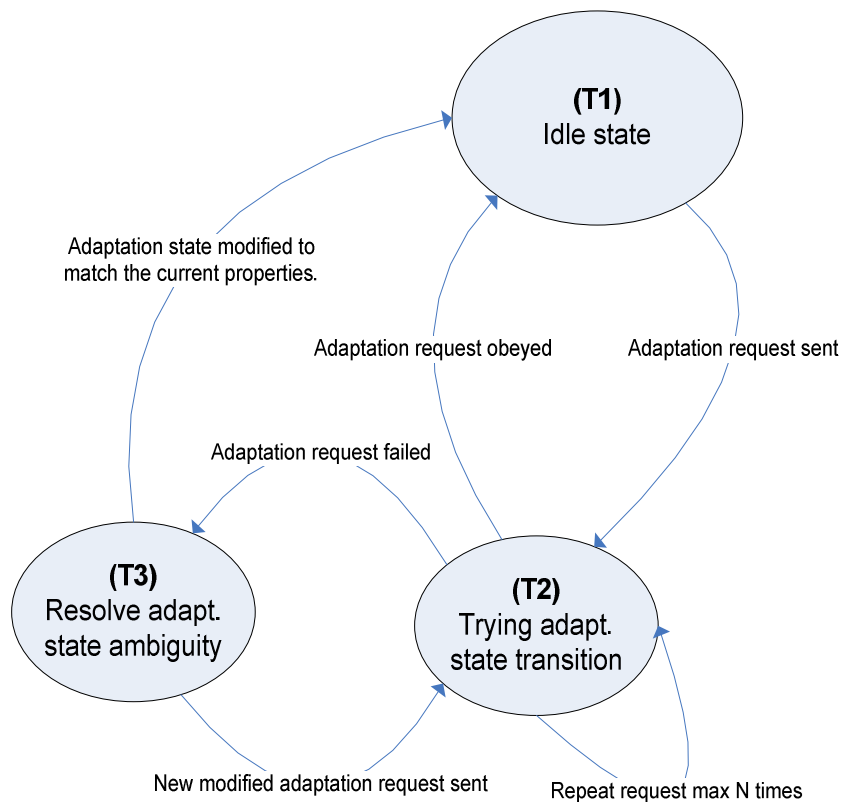 (T1)
Idle state
Adaptation state modified to
match the current properties.
Adaptation request obeyed
Adaptation request sent
Adaptation request failed
(T3)
Resolve adapt.
state ambiguity
(T2)
Trying adapt.
state transition
New modified adaptation request sent
Repeat request max N times